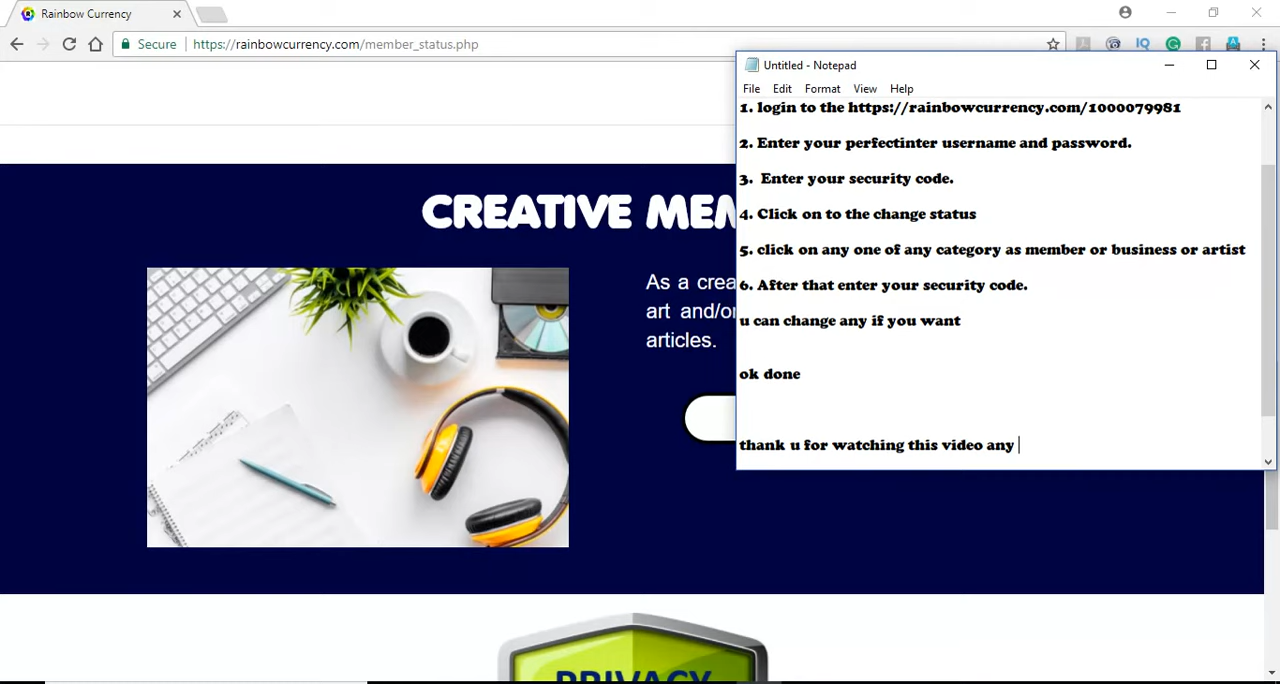 Rainbow Currency
Secure
https://rainbowcurrency.com/member_status.php
Untitled - Notepad
File Edit Format View Help
1. login to the https://rainbowcurrency.com/1000079981
2. Enter your perfectinter username and password.
3. Enter your security code.
4. Click on to the change status
5. click on any one of any category as member or business or artist
6. After that enter your security code.
u can change any if you want
ok done
thank u for watching this video any
CREATIVE MEM
As a crea
art and/or
articles.
PRIVACY